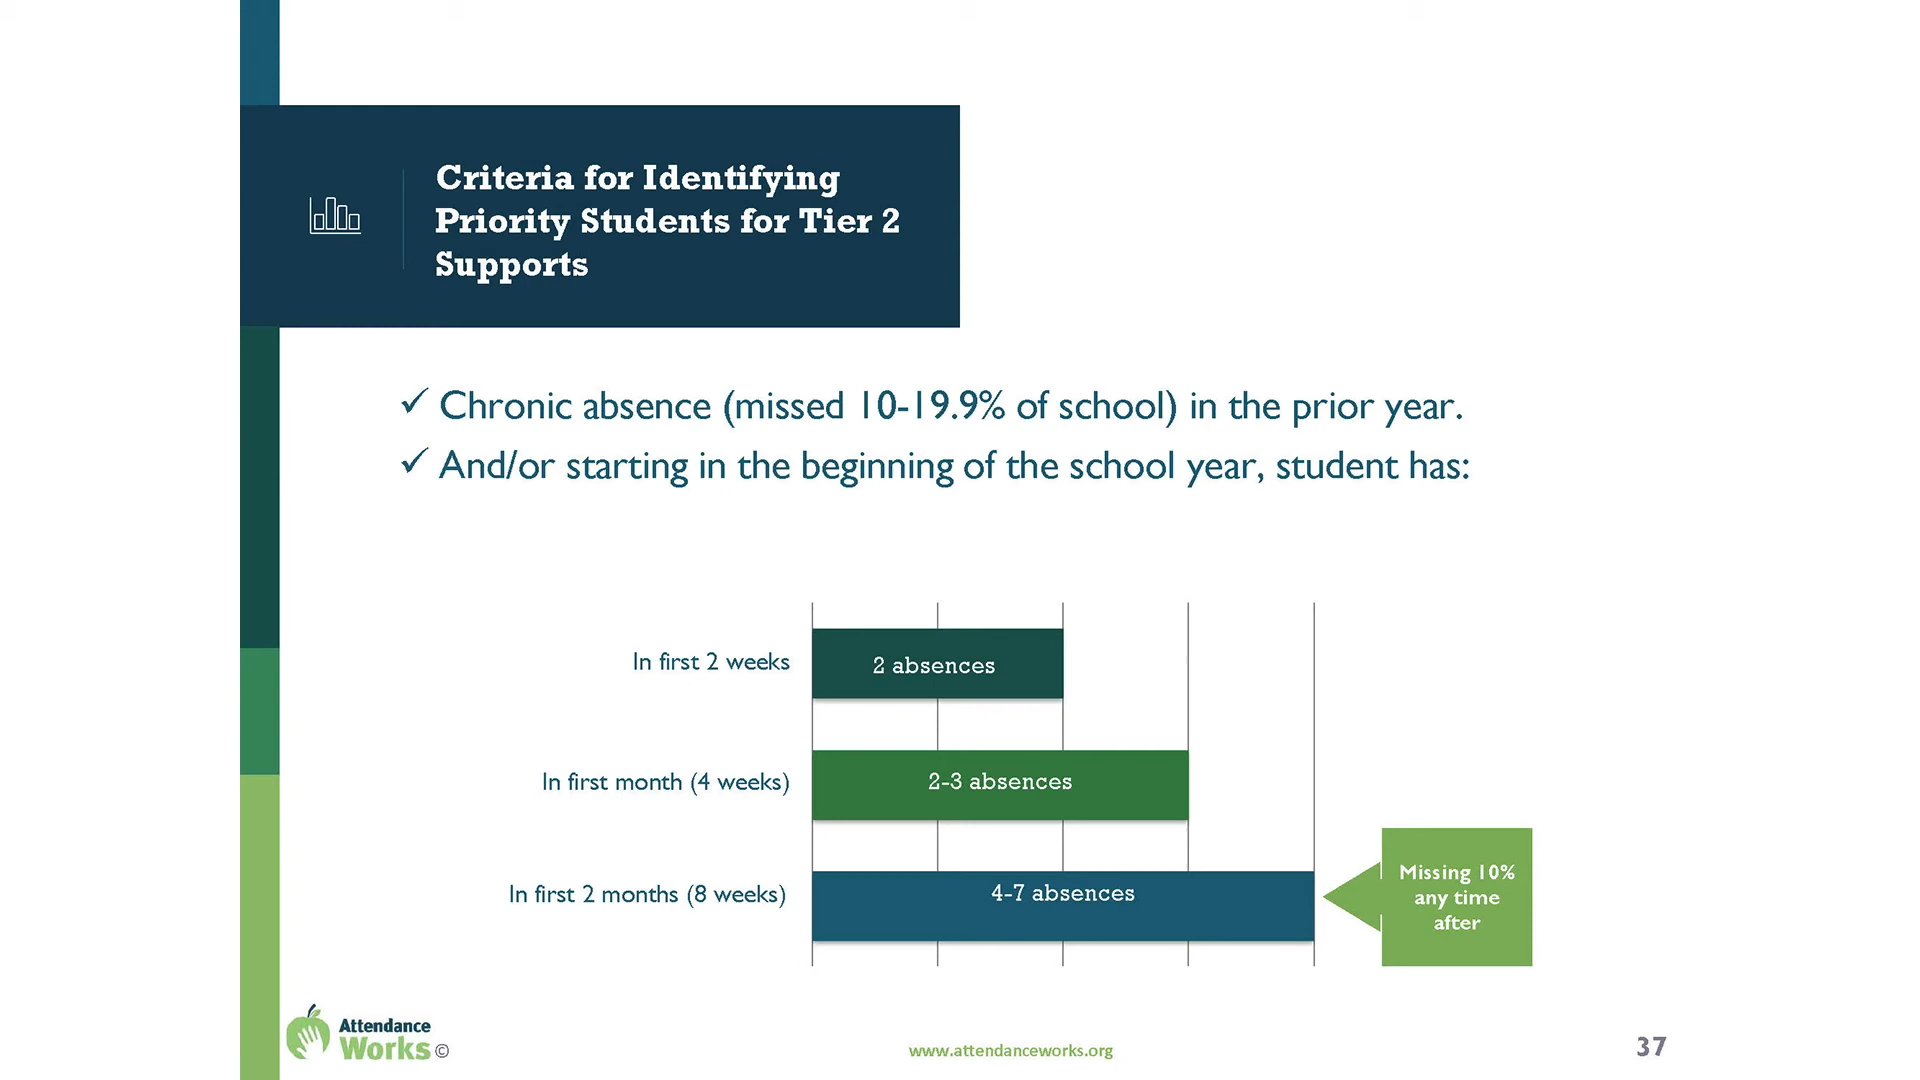 Criteria for Identifying
Priority Students for Tier 2
Supports
✓ Chronic absence (missed 10-19.9% of school) in the prior year.
✓ And/or starting in the beginning of the school year, student has:
In first 2 weeks
2 absences
In first month (4 weeks)
2-3 absences
In first 2 months (8 weeks)
4-7 absences
Missing 10%
any time
after
Attendance
Works ©
www.attendanceworks.org
37